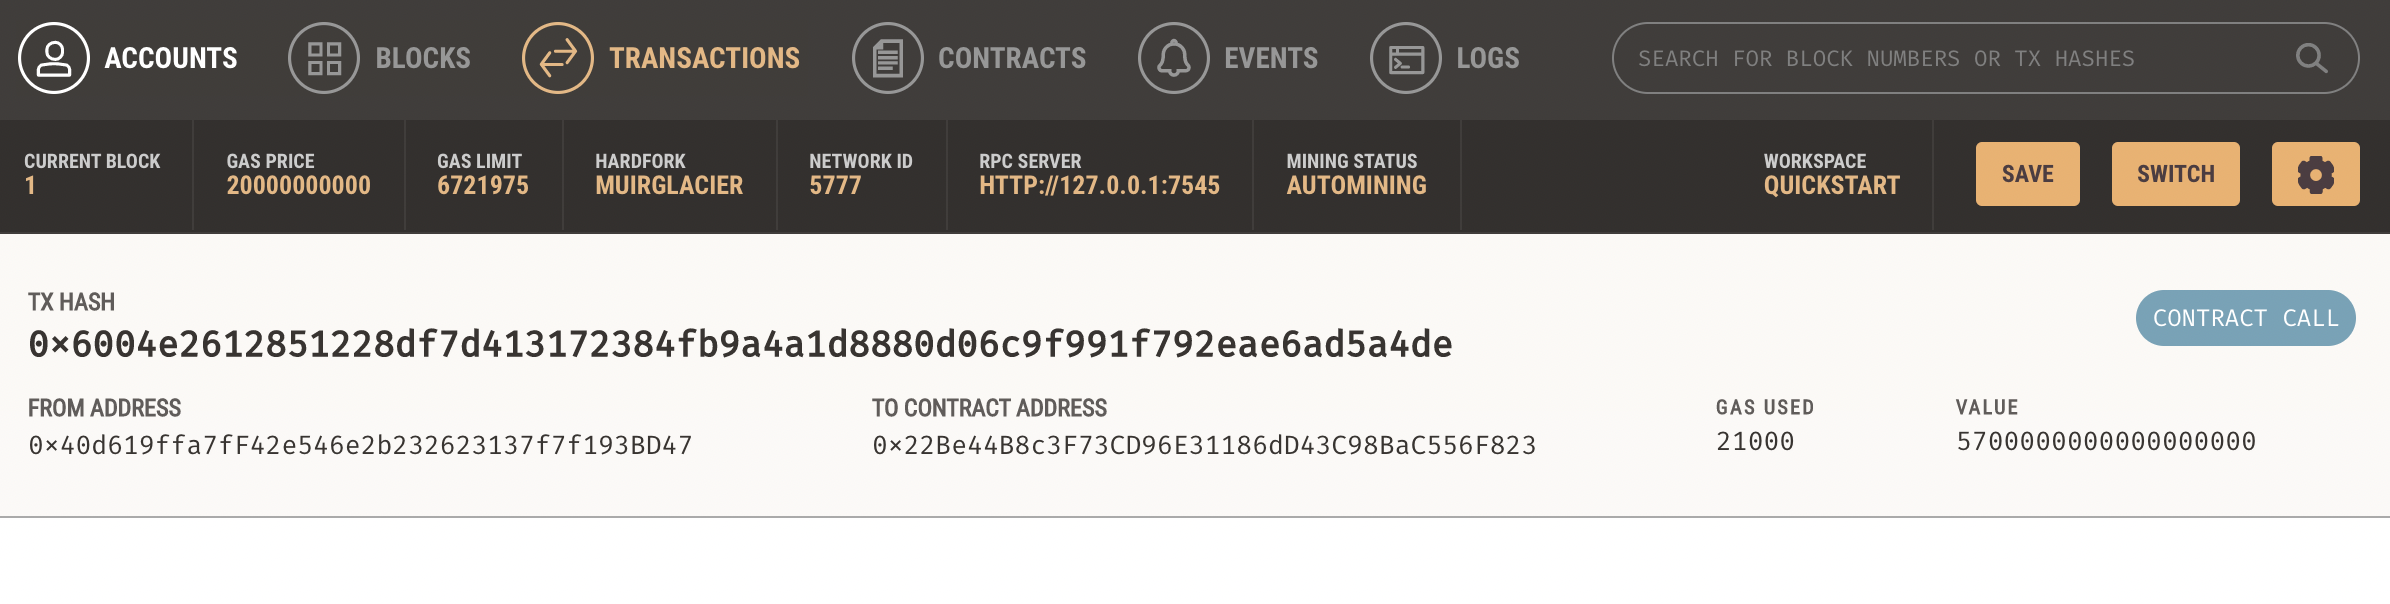 ACCOUNTS BLOCKS TRANSACTIONS CONTRACTS EVENTS LOGS SEARCH FOR BLOCK NUMBERS OR TX HASHES
CURRENT BLOCK GAS PRICE GAS LIMIT HARDFORK NETWORK ID RPC SERVER MINING STATUS WORKSPACE
1 20000000000 6721975 MUIRGLACIER 5777 HTTP://127.0.0.1:7545 AUTOMINING QUICKSTART SAVE SWITCH
TX HASH
0×6004e2612851228df7d413172384fb9a4a1d8880d06c9f991f792eae6ad5a4de CONTRACT CALL
FROM ADDRESS TO CONTRACT ADDRESS GAS USED VALUE
0×40d619ffa7fF42e546e2b232623137f7f193BD47 0×22Be44B8c3F73CD96E31186dD43C98BaC556F823 21000 5700000000000000000